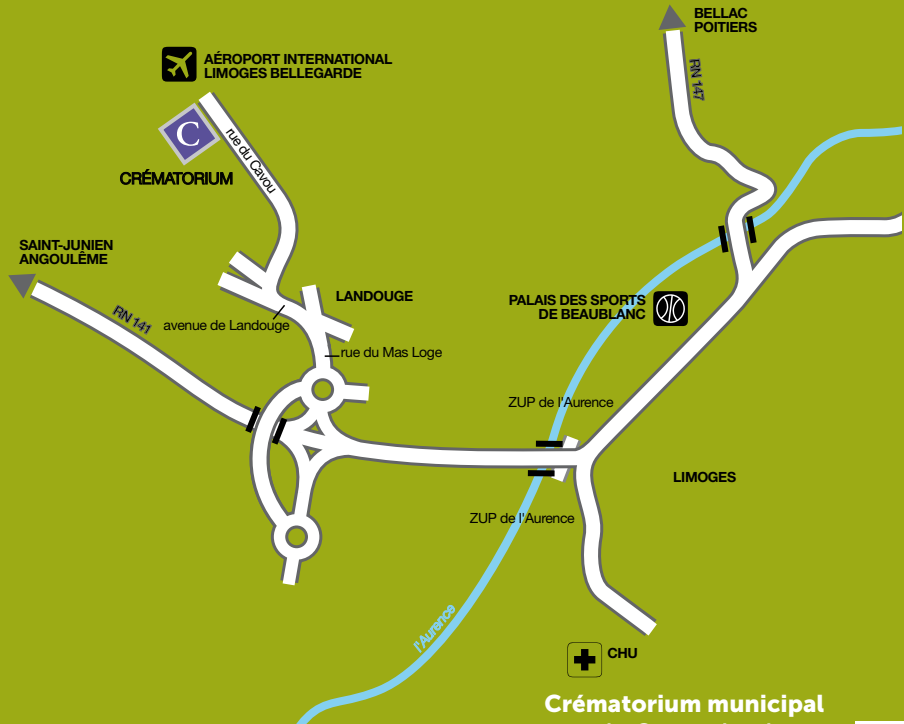 BELLAC
POITIERS
RN 147
AÉROPORT INTERNATIONAL
LIMOGES BELLEGARDE
C
rue du Cavou
CRÉMATORIUM
SAINT-JUNIEN
ANGOULÊME
RN 141
LANDOUGE
avenue de Landouge
rue du Mas Loge
PALAIS DES SPORTS
DE BEAUBLANC
ZUP de l'Aurence
LIMOGES
ZUP de l'Aurence
l'Aurence
CHU
Crématorium municipal